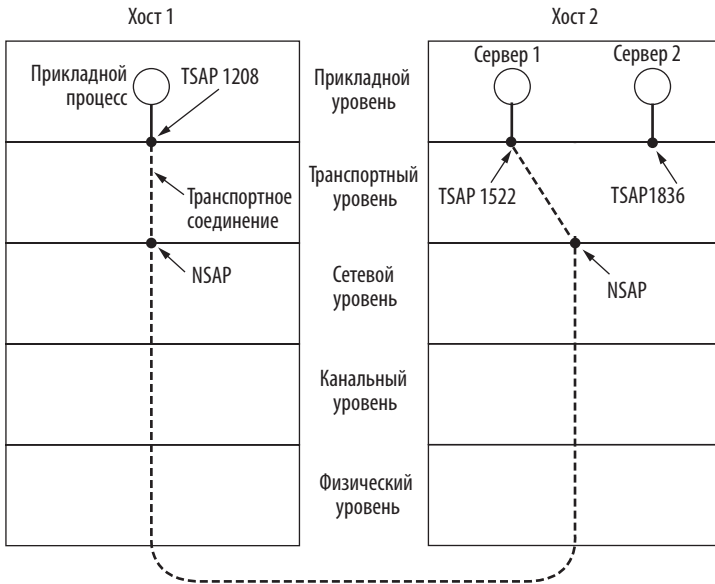 Хост 1
Хост 2
Прикладной
процесс
TSAP 1208
Прикладной
уровень
Сервер 1
Сервер 2
Транспортное
соединение
Транспортный
уровень
TSAP 1522
TSAP1836
NSAP
Сетевой
уровень
NSAP
Канальный
уровень
Физический
уровень